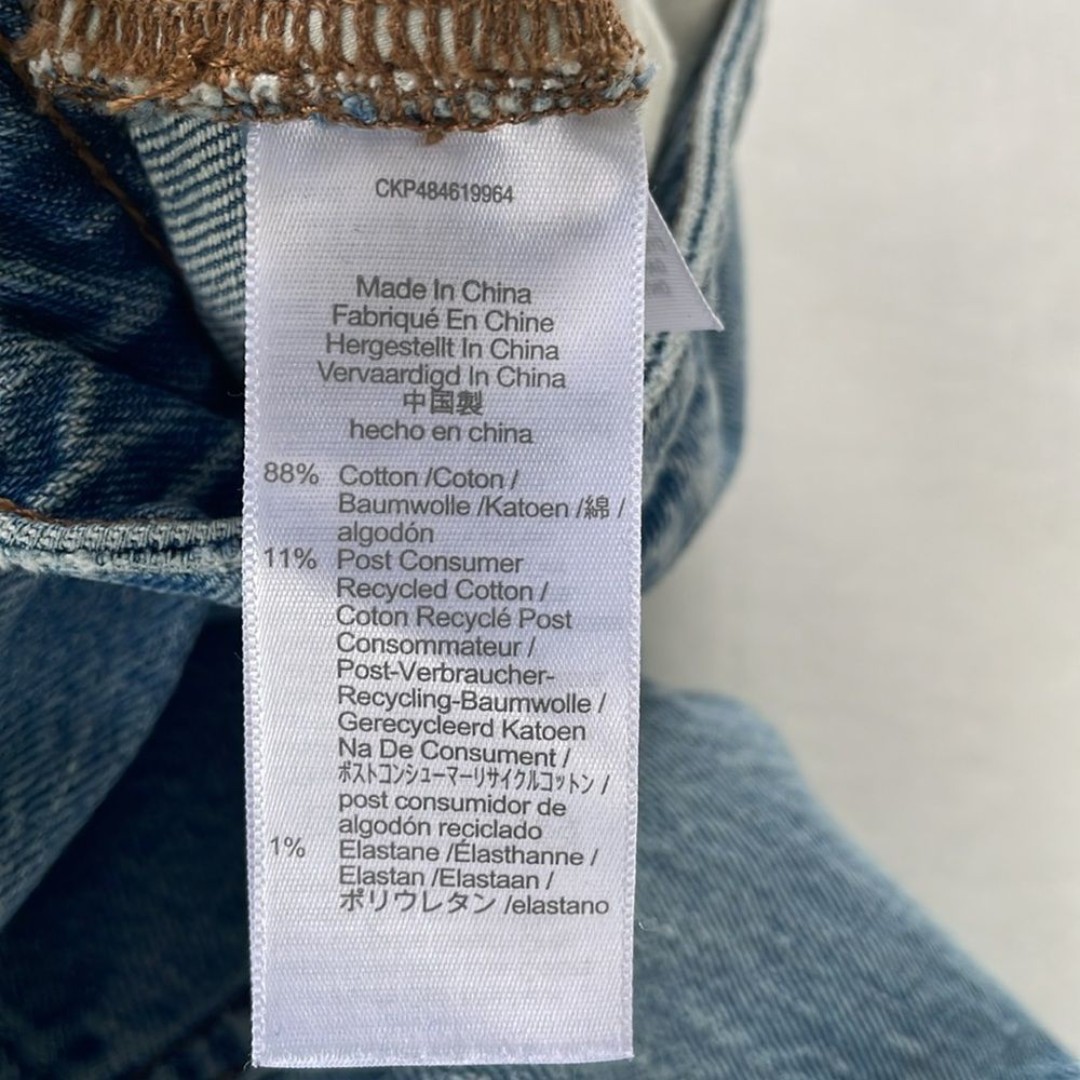 CKP484619964
Made In China
Fabriqué En Chine
Hergestellt In China
Vervaardigd In China
中国製
hecho en china
88% Cotton /Coton /
Baumwolle /Katoen /綿 /
algodón
11% Post Consumer
Recycled Cotton /
Coton Recyclé Post
Consommateur /
Post-Verbraucher-
Recycling-Baumwolle /
Gerecycleerd Katoen
Na De Consument /
ポストコンシューマーリサイクルコットン /
post consumidor de
algodón reciclado
1% Elastane /Élasthanne /
Elastan /Elastaan /
ポリウレタン /elastano